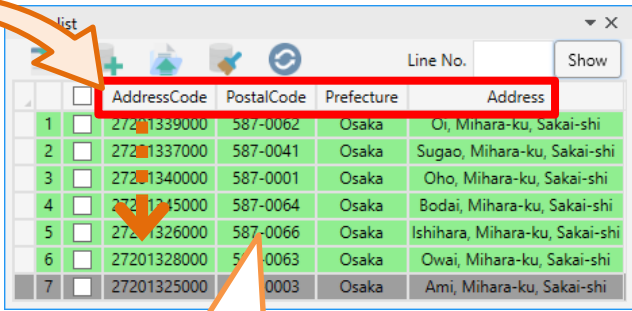 list
Line No. Show
AddressCode PostalCode Prefecture Address
1 587-0062 Osaka Oi, Mihara-ku, Sakai-shi
2 587-0041 Osaka Sugao, Mihara-ku, Sakai-shi
3 587-0001 Osaka Oho, Mihara-ku, Sakai-shi
4 587-0064 Osaka Bodai, Mihara-ku, Sakai-shi
5 587-0066 Osaka Ishihara, Mihara-ku, Sakai-shi
6 27201328000 Osaka Owai, Mihara-ku, Sakai-shi
7 27201325000 Osaka Ami, Mihara-ku, Sakai-shi